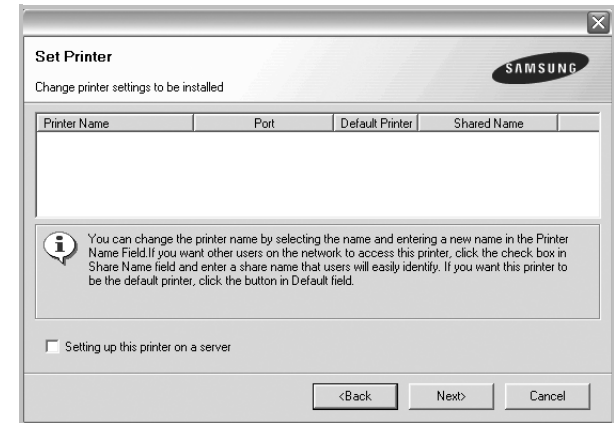 Set Printer
SAMSUNG
Change printer settings to be installed
Printer Name Port Default Printer Shared Name
You can change the printer name by selecting the name and entering a new name in the Printer
Name Field.If you want other users on the network to access this printer, click the check box in
Share Name field and enter a share name that users will easily identify. If you want this printer to
be the default printer, click the button in Default field.
Setting up this printer on a server
<Back Next> Cancel